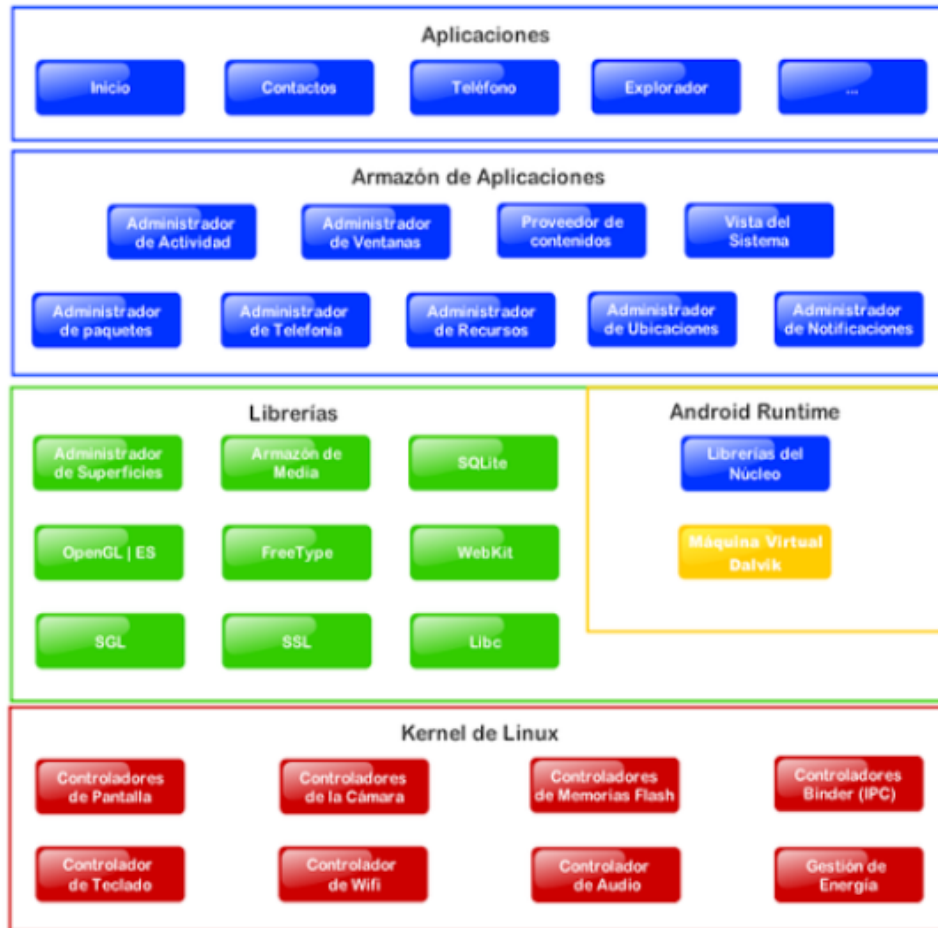 Aplicaciones
Inicio
Contactos
Teléfono
Explorador
...
Armazón de Aplicaciones
Administrador
de Actividad
Administrador
de Ventanas
Proveedor de
contenidos
Vista del
Sistema
Administrador
de paquetes
Administrador
de Telefonía
Administrador
de Recursos
Administrador
de Ubicaciones
Administrador
de Notificaciones
Librerías
Administrador
de Superficies
Armazón de
Media
SQLite
OpenGL | ES
FreeType
WebKit
SGL
SSL
Libc
Android Runtime
Librerías del
Núcleo
Máquina Virtual
Dalvik
Kernel de Linux
Controladores
de Pantalla
Controladores
de la Cámara
Controladores
de Memorias Flash
Controladores
Binder (IPC)
Controlador
de Teclado
Controlador
de Wifi
Controlador
de Audio
Gestión de
Energía